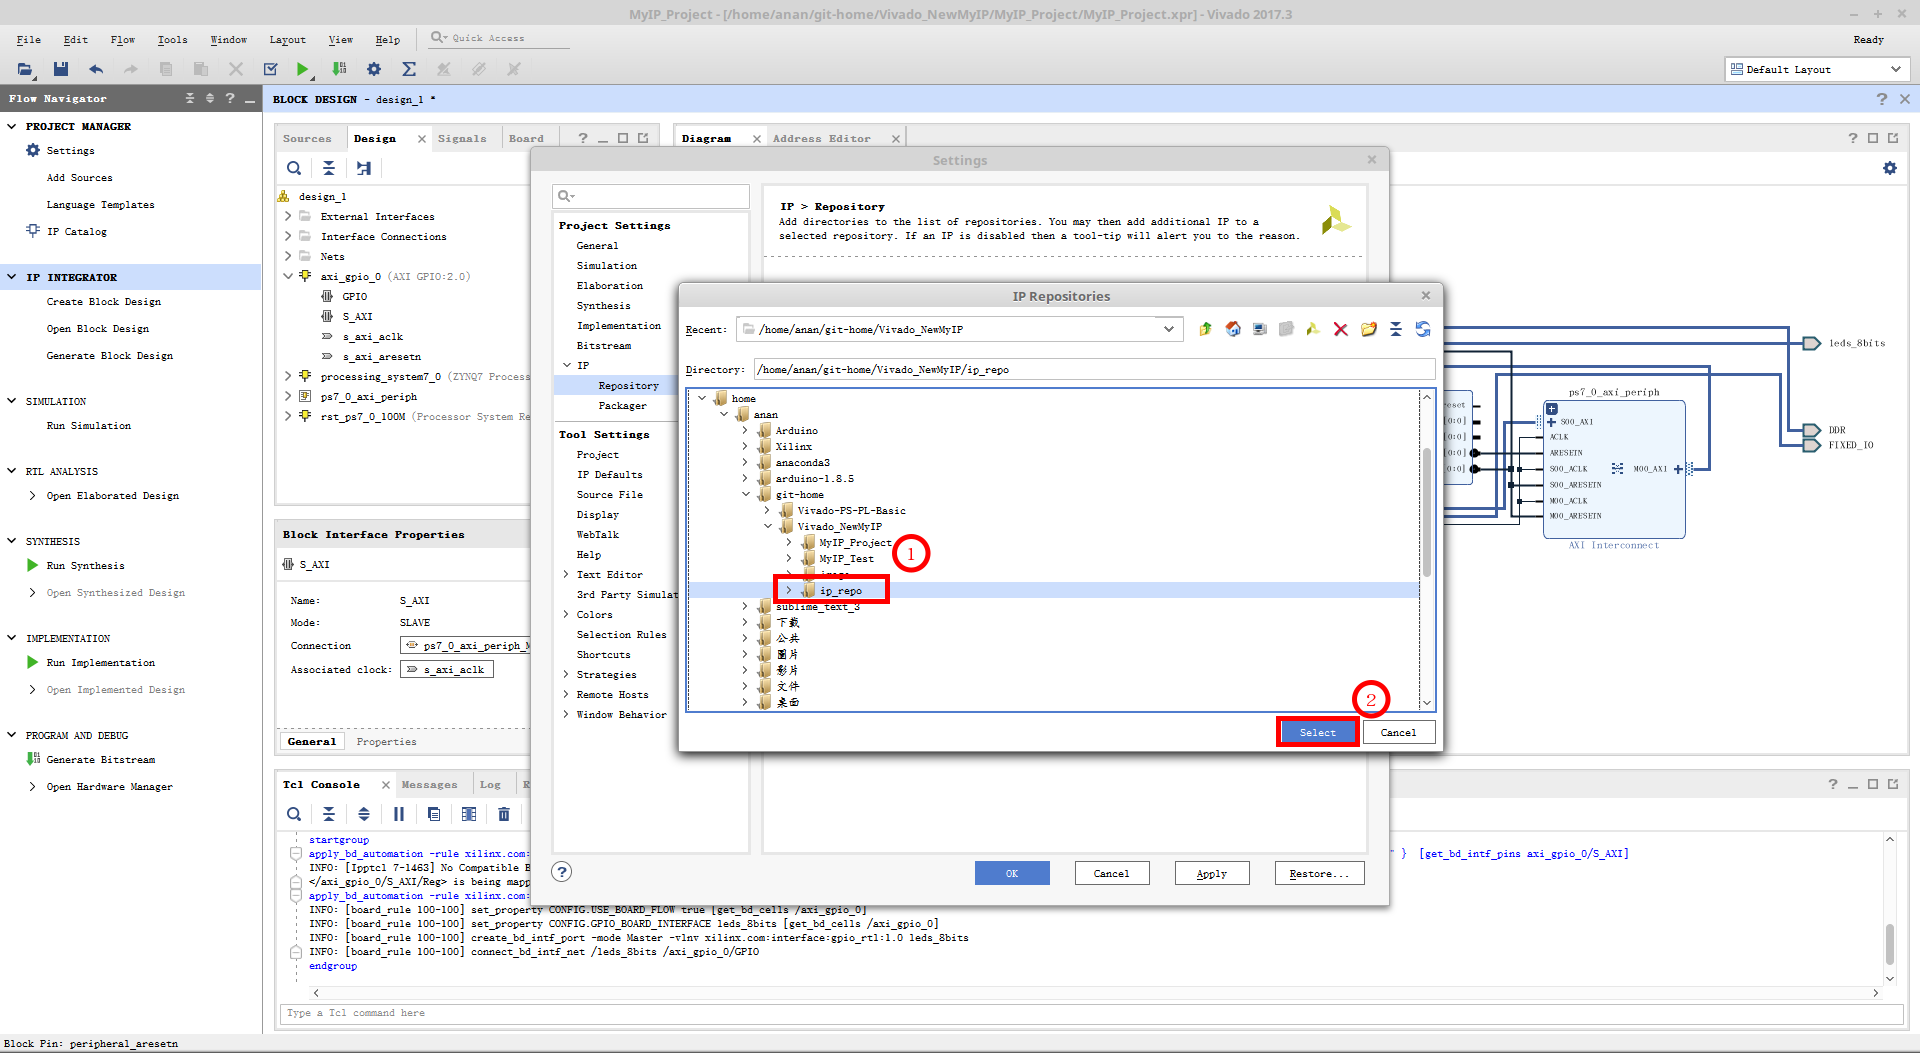 MyIP_Project - [/home/anan/git-home/Vivado_NewMyIP/MyIP_Project/MyIP_Project.xpr] - Vivado 2017.3
File Edit Flow Tools Window Layout View Help Quick Access
Ready
Default Layout
Flow Navigator
PROJECT MANAGER
Settings
Add Sources
Language Templates
IP Catalog
IP INTEGRATOR
Create Block Design
Open Block Design
Generate Block Design
SIMULATION
Run Simulation
RTL ANALYSIS
Open Elaborated Design
SYNTHESIS
Run Synthesis
Open Synthesized Design
IMPLEMENTATION
Run Implementation
Open Implemented Design
PROGRAM AND DEBUG
Generate Bitstream
Open Hardware Manager
BLOCK DESIGN - design_1 *
Sources Design Signals Board
design_1
External Interfaces
Interface Connections
Nets
axi_gpio_0 (AXI GPIO:2.0)
GPIO
S_AXI
s_axi_aclk
s_axi_aresetn
processing_system7_0 (ZYNQ7 Process
ps7_0_axi_periph
rst_ps7_0_100M (Processor System Re
Block Interface Properties
S_AXI
Name: S_AXI
Mode: SLAVE
Connection ps7_0_axi_periph_M
Associated clock: s_axi_aclk
General Properties
Diagram Address Editor
leds_8bits
DDR
FIXED_IO
ps7_0_axi_periph
S00_AXI
ACLK
ARESETN
S00_ACLK M00_AXI
S00_ARESETN
M00_ACLK
M00_ARESETN
AXI Interconnect
eset
[0:0]
[0:0]
[0:0]
Settings
Project Settings
General
Simulation
Elaboration
Synthesis
Implementation
Bitstream
IP
Repository
Packager
Tool Settings
Project
IP Defaults
Source File
Display
WebTalk
Help
Text Editor
3rd Party Simulat
Colors
Selection Rules
Shortcuts
Strategies
Remote Hosts
Window Behavior
IP > Repository
Add directories to the list of repositories. You may then add additional IP to a
selected repository. If an IP is disabled then a tool-tip will alert you to the reason.
OK Cancel Apply Restore...
IP Repositories
Recent: /home/anan/git-home/Vivado_NewMyIP
Directory: /home/anan/git-home/Vivado_NewMyIP/ip_repo
home
anan
Arduino
Xilinx
anaconda3
arduino-1.8.5
git-home
Vivado-PS-PL-Basic
Vivado_NewMyIP
MyIP_Project
1
MyIP_Test
ip_repo
sublime_text_3
下載
公共
圖片
影片
文件
桌面
2
Select Cancel
Tcl Console Messages Log R
startgroup
apply_bd_automation -rule xilinx.com: " } [get_bd_intf_pins axi_gpio_0/S_AXI]
INFO: [Ipptcl 7-1463] No Compatible B
</axi_gpio_0/S_AXI/Reg> is being mapp
apply_bd_automation -rule xilinx.com:
INFO: [board_rule 100-100] set_property CONFIG.USE_BOARD_FLOW true [get_bd_cells /axi_gpio_0]
INFO: [board_rule 100-100] set_property CONFIG.GPIO_BOARD_INTERFACE leds_8bits [get_bd_cells /axi_gpio_0]
INFO: [board_rule 100-100] create_bd_intf_port -mode Master -vlnv xilinx.com:interface:gpio_rtl:1.0 leds_8bits
INFO: [board_rule 100-100] connect_bd_intf_net /leds_8bits /axi_gpio_0/GPIO
endgroup
Type a Tcl command here
Block Pin: peripheral_aresetn